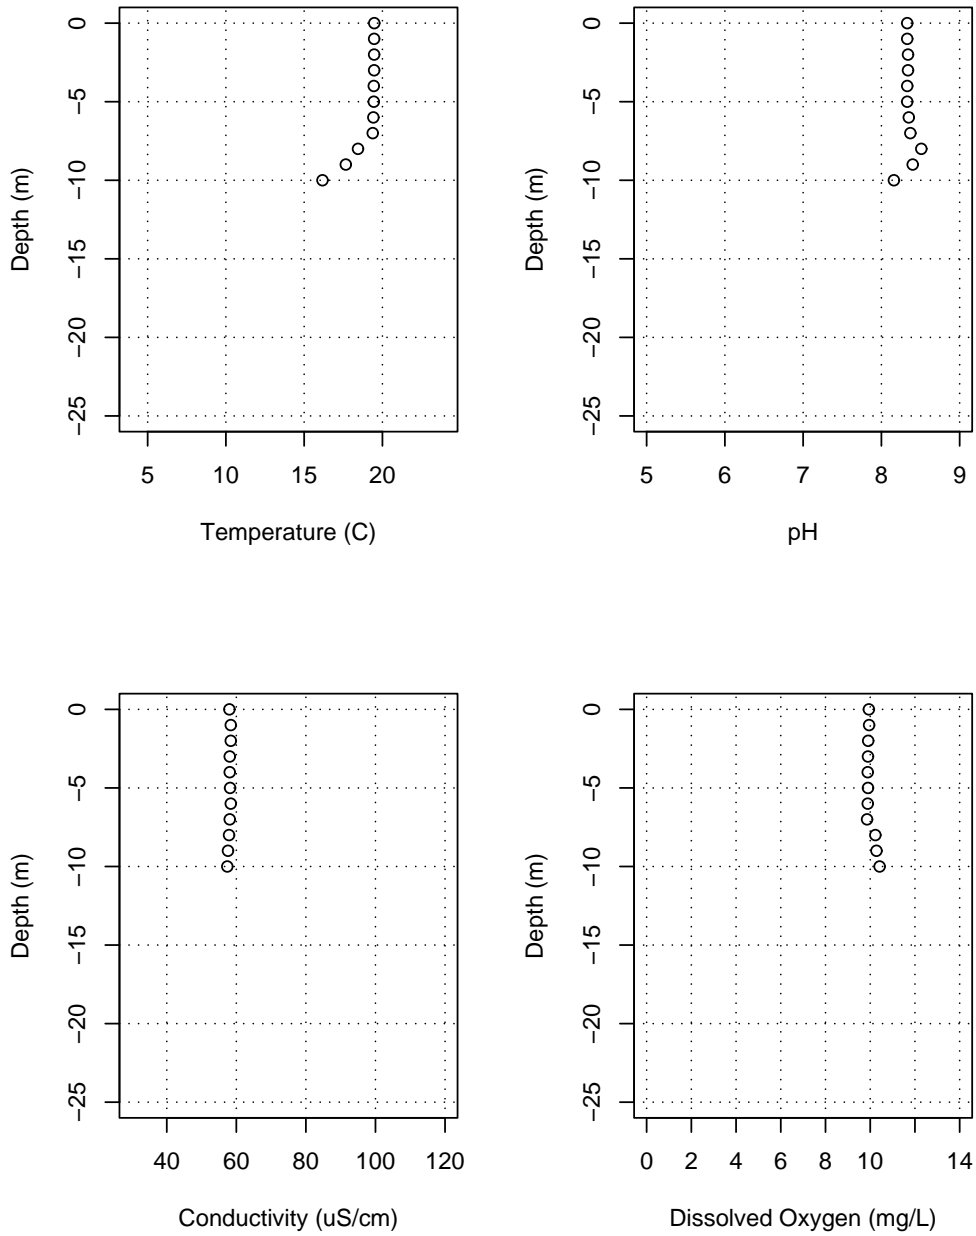 0
−5
−10
−15
−20
−25
Depth (m)
5 10 15 20
Temperature (C)
0
−5
−10
−15
−20
−25
Depth (m)
5 6 7 8 9
pH
0
−5
−10
−15
−20
−25
Depth (m)
40 60 80 100 120
Conductivity (uS/cm)
0
−5
−10
−15
−20
−25
Depth (m)
0 2 4 6 8 10 14
Dissolved Oxygen (mg/L)